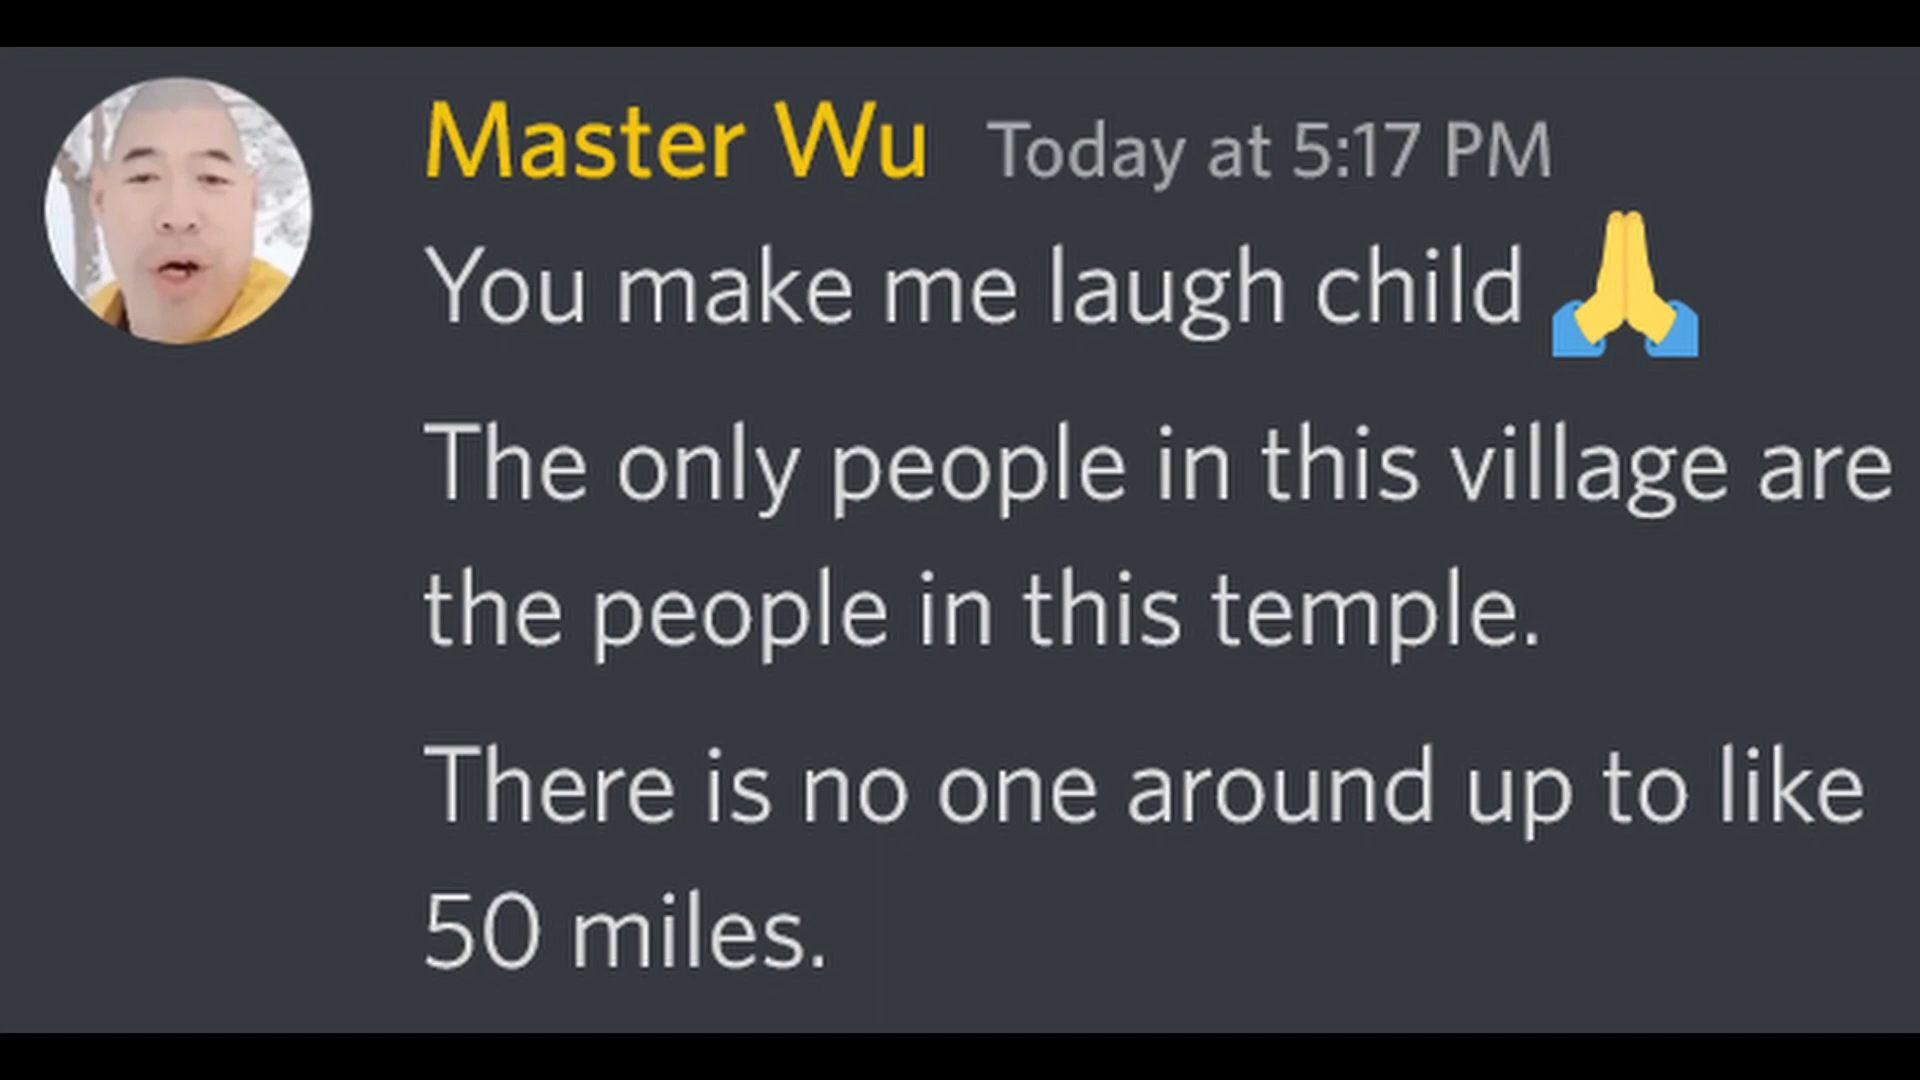 Master Wu Today at 5:17 PM
You make me laugh child 🙏
The only people in this village are
the people in this temple.
There is no one around up to like
50 miles.